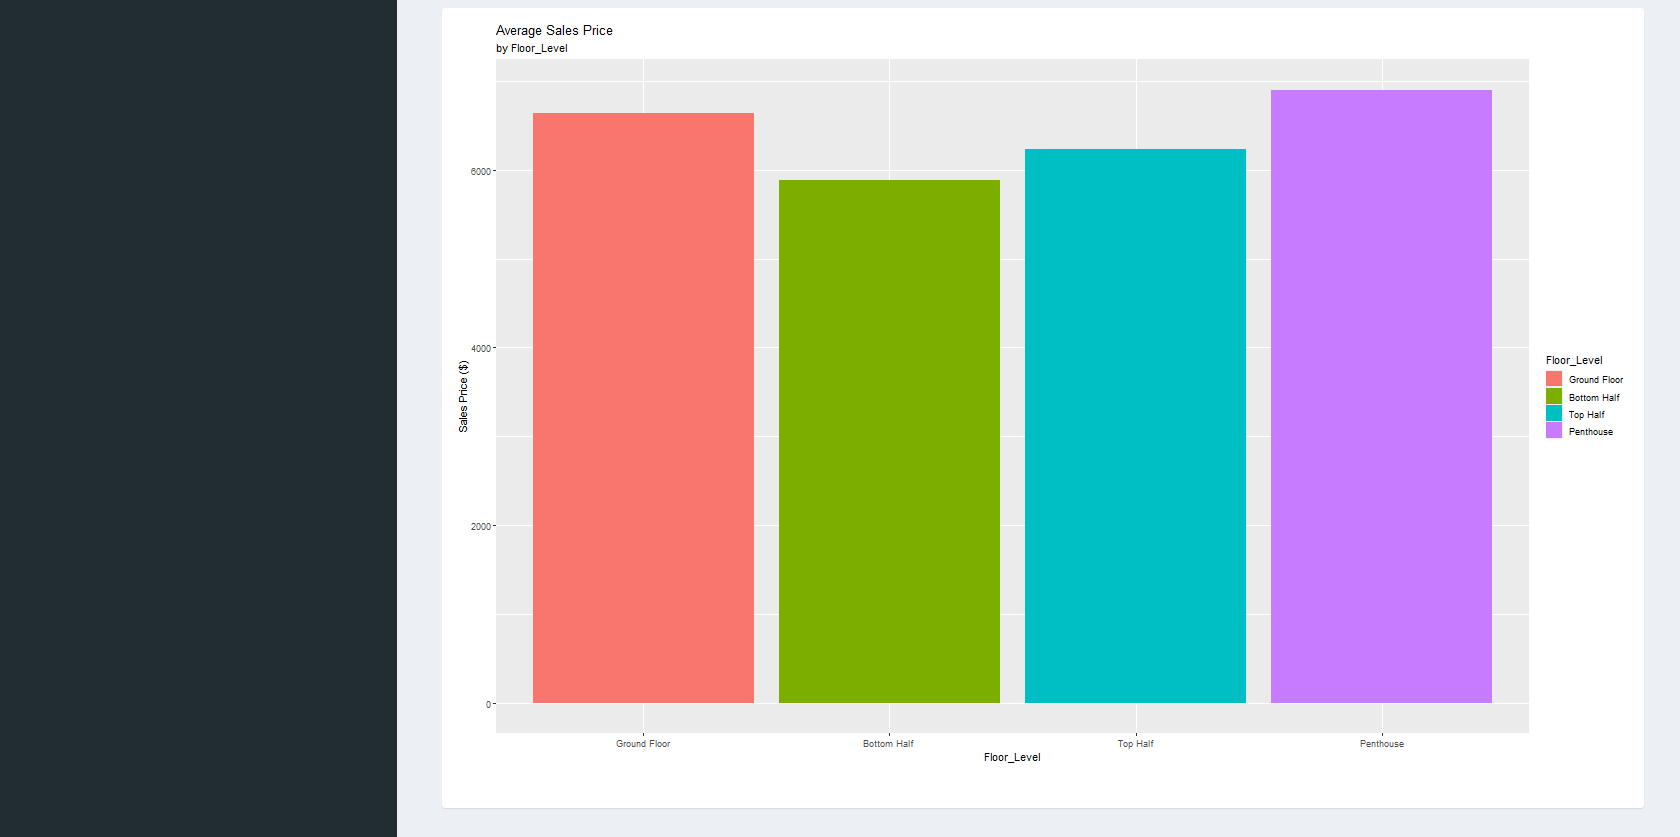 Average Sales Price
by Floor_Level
6000
4000
2000
0
Sales Price ($)
Ground Floor
Bottom Half
Top Half
Penthouse
Floor_Level
Floor_Level
Ground Floor
Bottom Half
Top Half
Penthouse